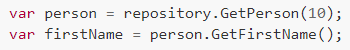 var person = repository.GetPerson(10);
var firstName = person.GetFirstName();